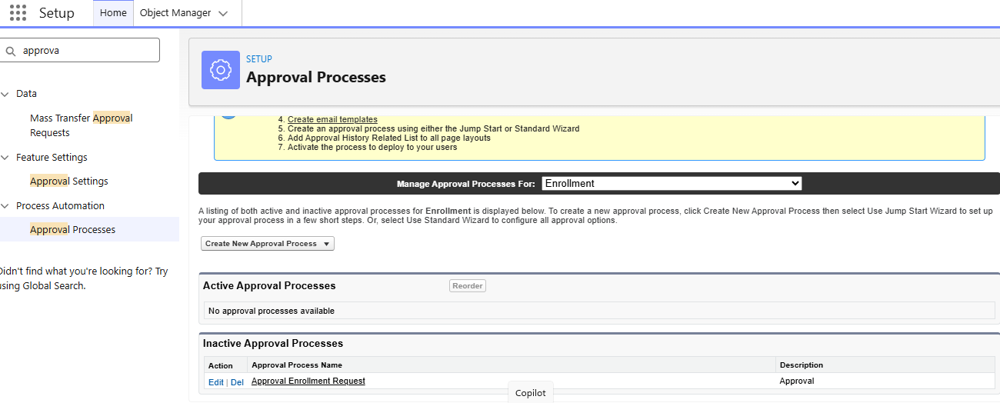 Setup
Home
Object Manager
approva
Data
Mass Transfer Approval
Requests
Feature Settings
Approval Settings
Process Automation
Approval Processes
Didn't find what you're looking for? Try
using Global Search.
SETUP
Approval Processes
4. Create email templates
5. Create an approval process using either the Jump Start or Standard Wizard
6. Add Approval History Related List to all page layouts
7. Activate the process to deploy to your users
Manage Approval Processes For: Enrollment
A listing of both active and inactive approval processes for Enrollment is displayed below. To create a new approval process, click Create New Approval Process then select Use Jump Start Wizard to set up
your approval process in a few short steps. Or, select Use Standard Wizard to configure all approval options.
Create New Approval Process
Active Approval Processes
Reorder
No approval processes available
Inactive Approval Processes
Action Approval Process Name Description
Edit | Del Approval Enrollment Request Approval
Copilot